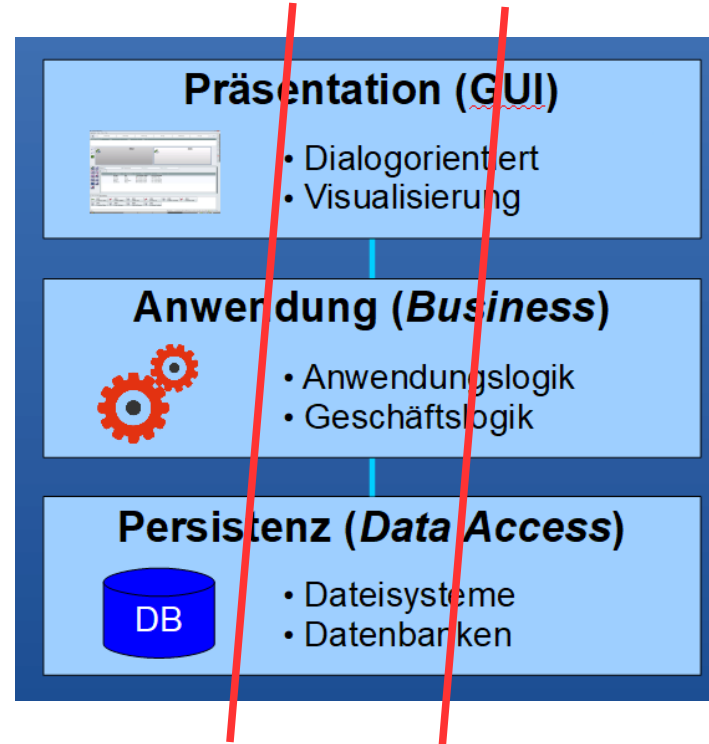 Präsentation (GUI)
• Dialogorientiert
• Visualisierung
Anwendung (Business)
• Anwendungslogik
• Geschäftslogik
Persistenz (Data Access)
DB
• Dateisysteme
• Datenbanken